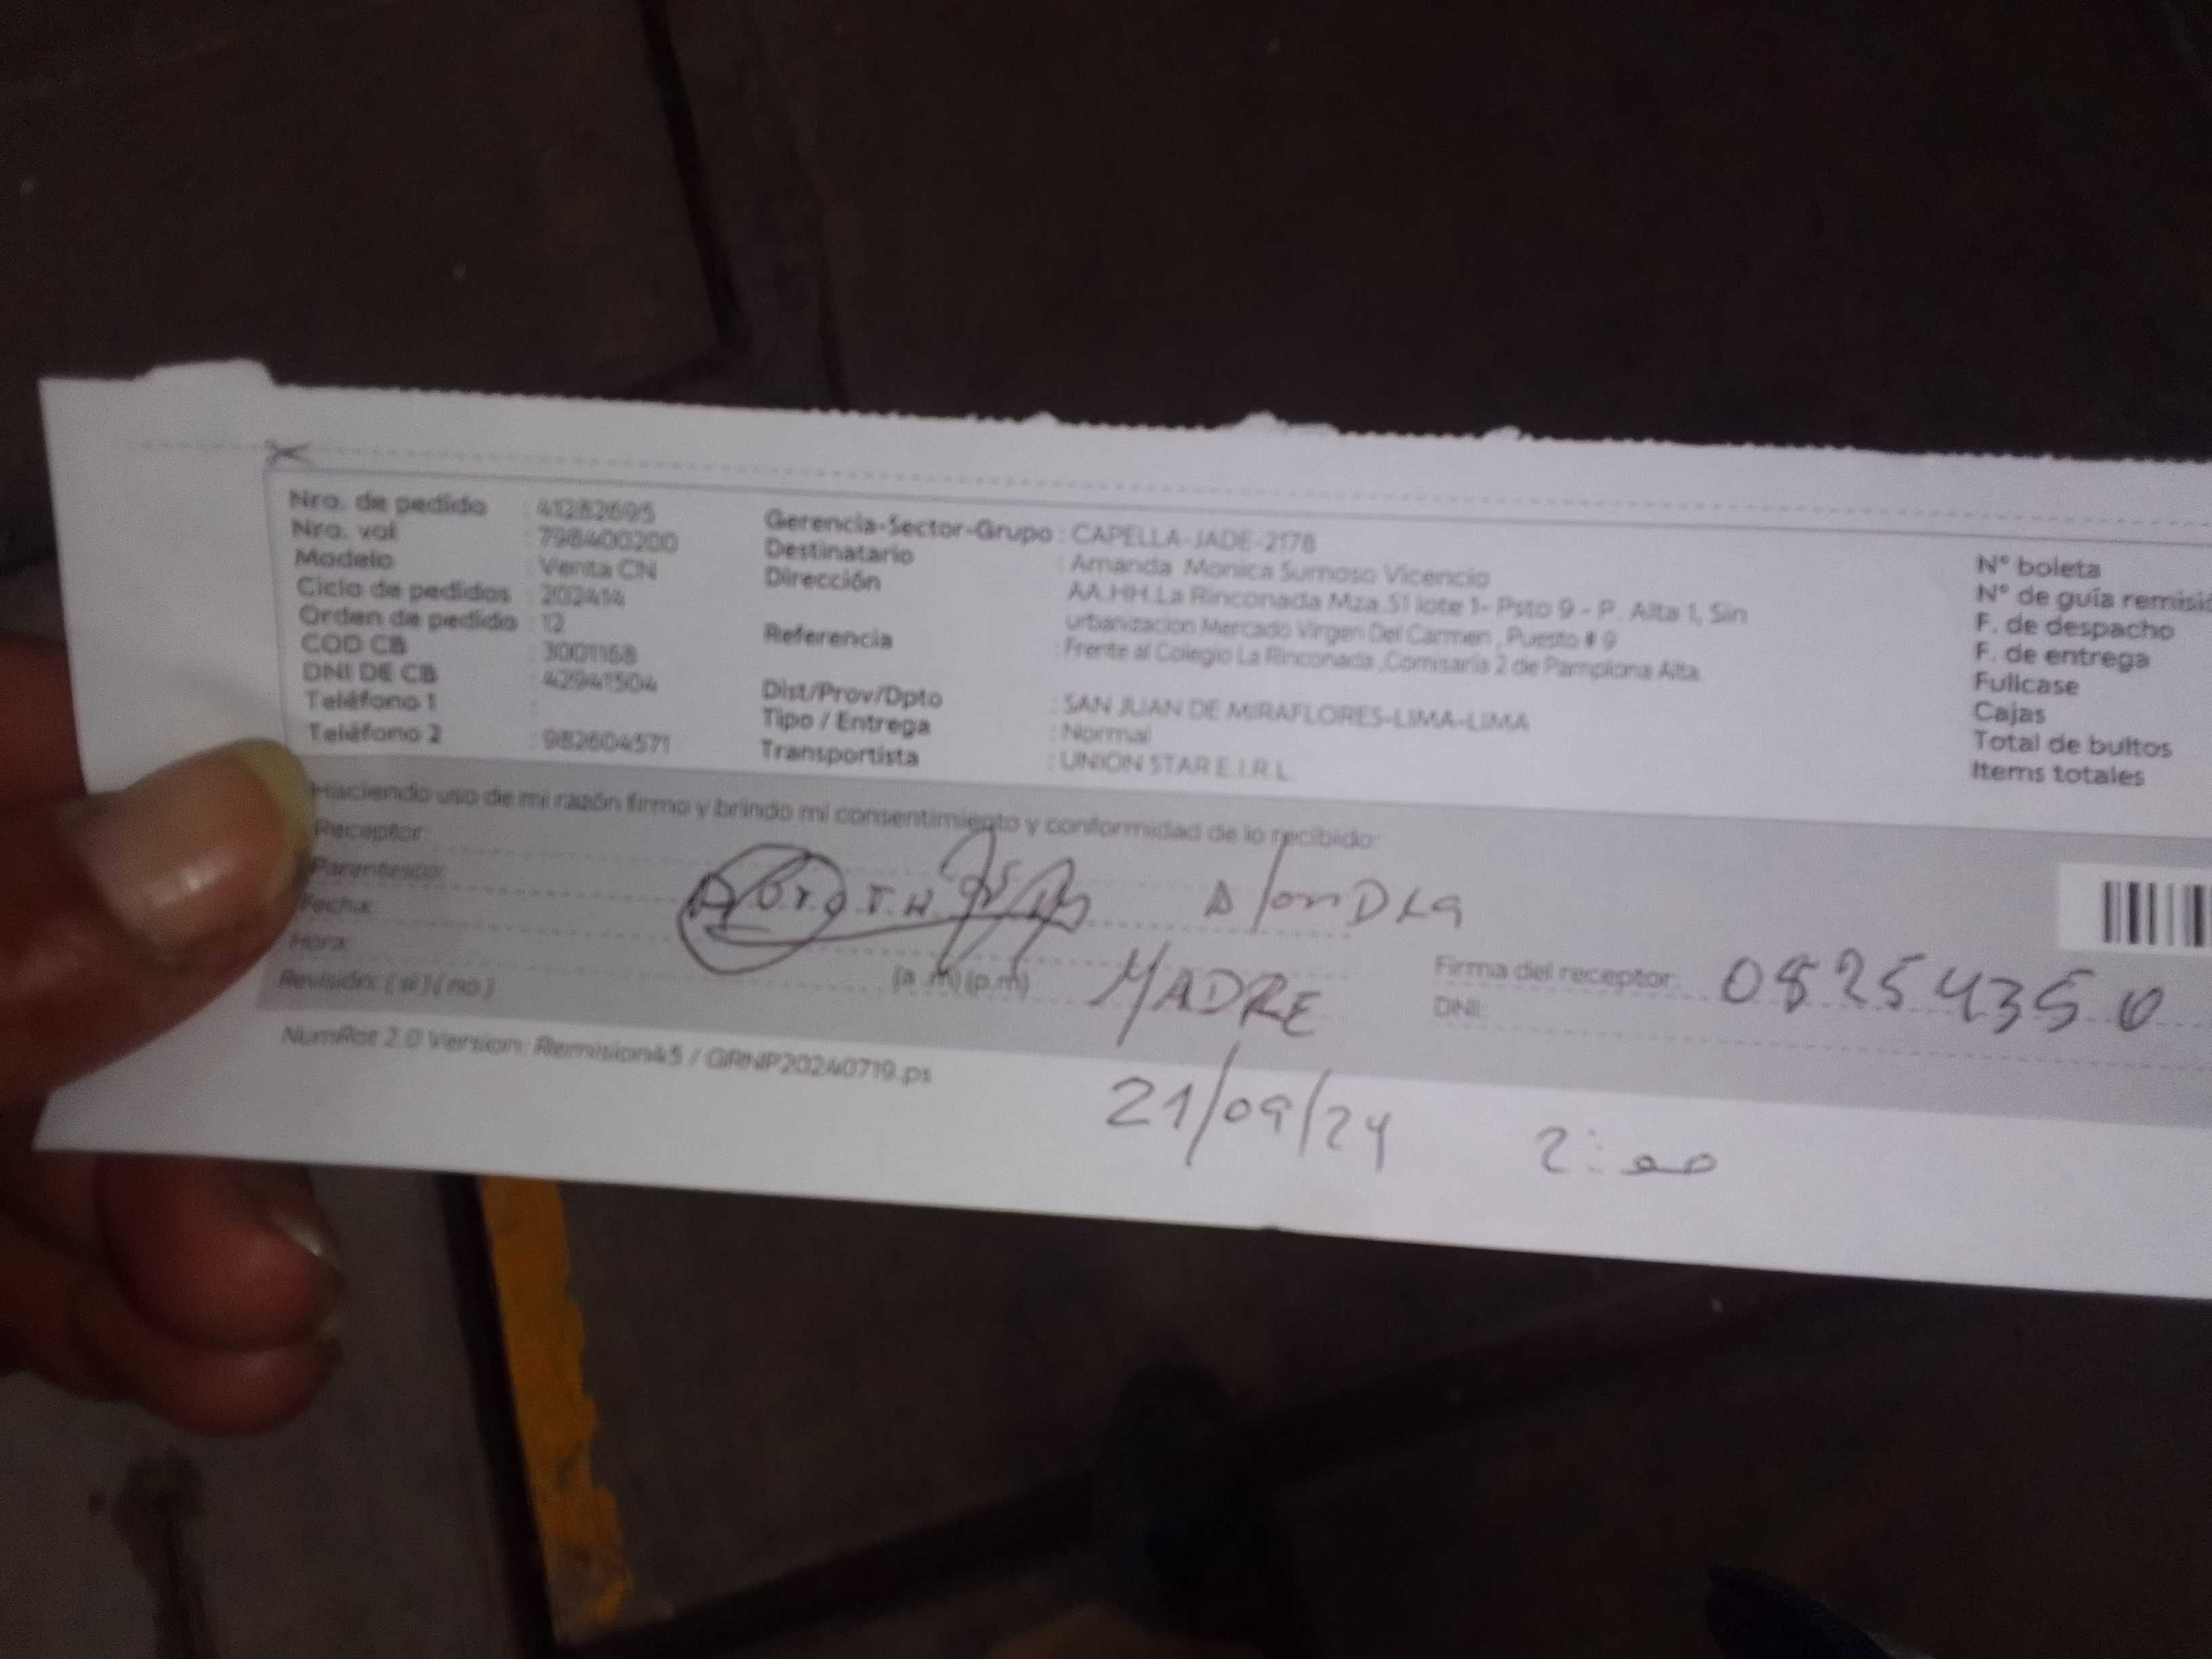 Nro. de pedido : 41282695
Nro. vol : 798400200
Modelo : Venta CN
Ciclo de pedidos : 202414
Orden de pedido : 12
COD CB : 3001168
DNI DE CB : 42941504
Teléfono 1 :
Teléfono 2 : 982604571
Gerencia-Sector-Grupo : CAPELLA-JADE-2178
Destinatario : Amanda Monica Sumoso Vicencio
Dirección : AA.HH.La Rinconada Mza.S1 lote 1- Psto 9 - P. Alta 1, Sin
urbanizacion Mercado Virgen Del Carmen , Puesto # 9
Referencia : Frente al Colegio La Rinconada ,Comisaria 2 de Pamplona Alta.
Dist/Prov/Dpto : SAN JUAN DE MIRAFLORES-LIMA-LIMA
Tipo / Entrega : Normal
Transportista : UNION STAR E.I.R.L.
N° boleta
N° de guía
F. de despacho
F. de entrega
Fullcase
Cajas
Total de bultos
Items totales
Haciendo uso de mi razón firmo y brindo mi consentimiento y conformidad de lo recibido:
Receptor:
Parentesco:
Fecha:
Hora: (a.m) (p.m)
Revisión: ( si ) ( no )
MADRE
Firma del receptor:
DNI:
08254350
NumRot 2.0 Version: Remision45 / GRNP20240719.ps
21/09/24 2:00